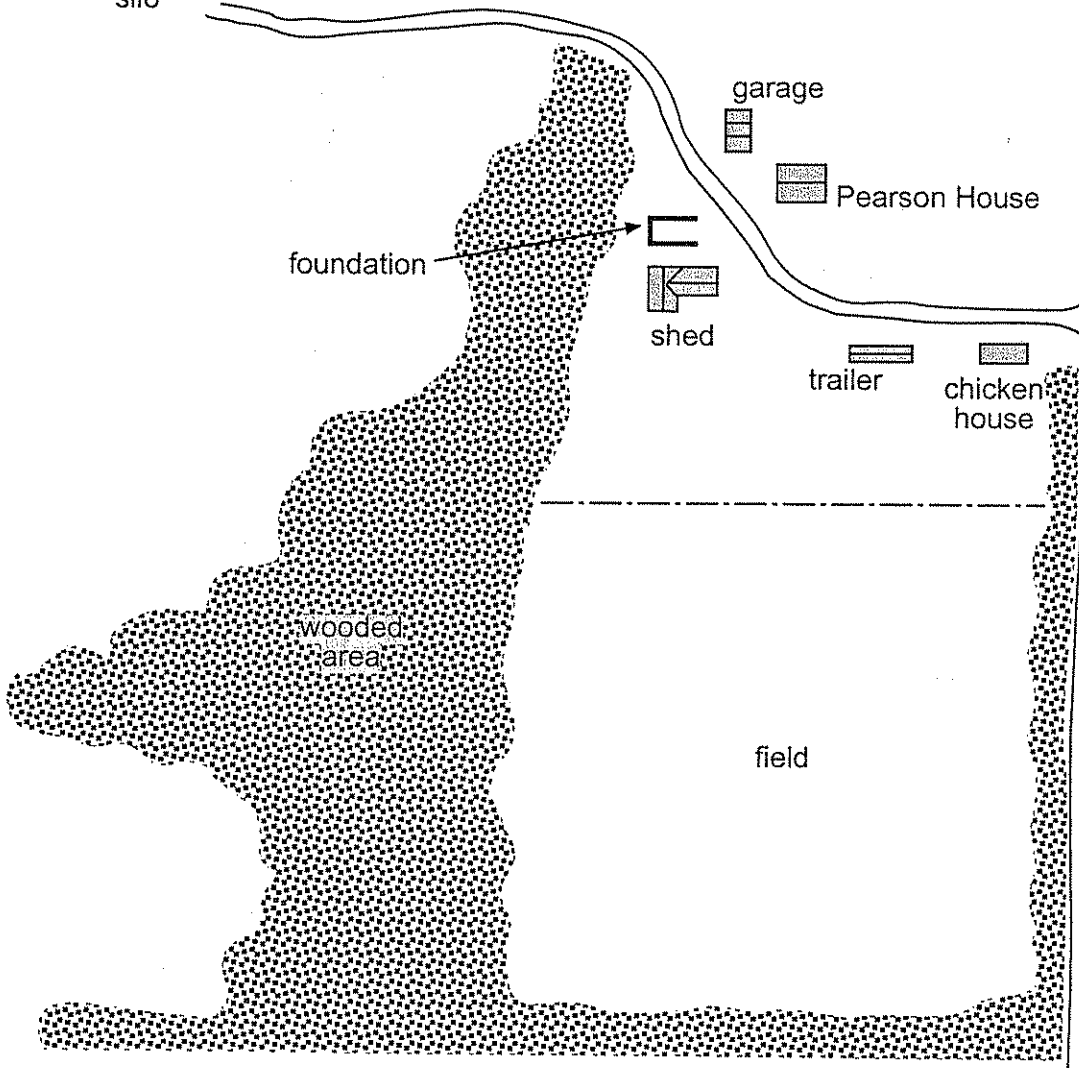 silo
garage
Pearson House
foundation
shed
trailer
chicken
house
wooded
area
field